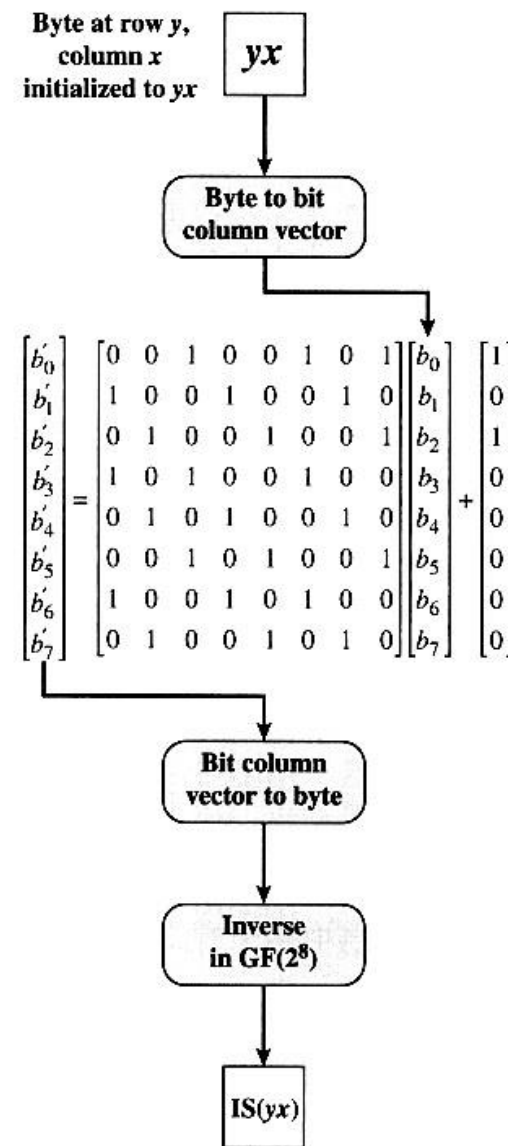 Byte at row y,
column x
initialized to yx
yx
Byte to bit
column vector
b′0 0 0 1 0 0 1 0 1 b0 1
b′1 1 0 0 1 0 0 1 0 b1 0
b′2 0 1 0 0 1 0 0 1 b2 1
b′3 1 0 1 0 0 1 0 0 b3 0
b′4 = 0 1 0 1 0 0 1 0 b4 + 0
b′5 0 0 1 0 1 0 0 1 b5 0
b′6 1 0 0 1 0 1 0 0 b6 0
b′7 0 1 0 0 1 0 1 0 b7 0
Bit column
vector to byte
Inverse
in GF(2⁸)
IS(yx)